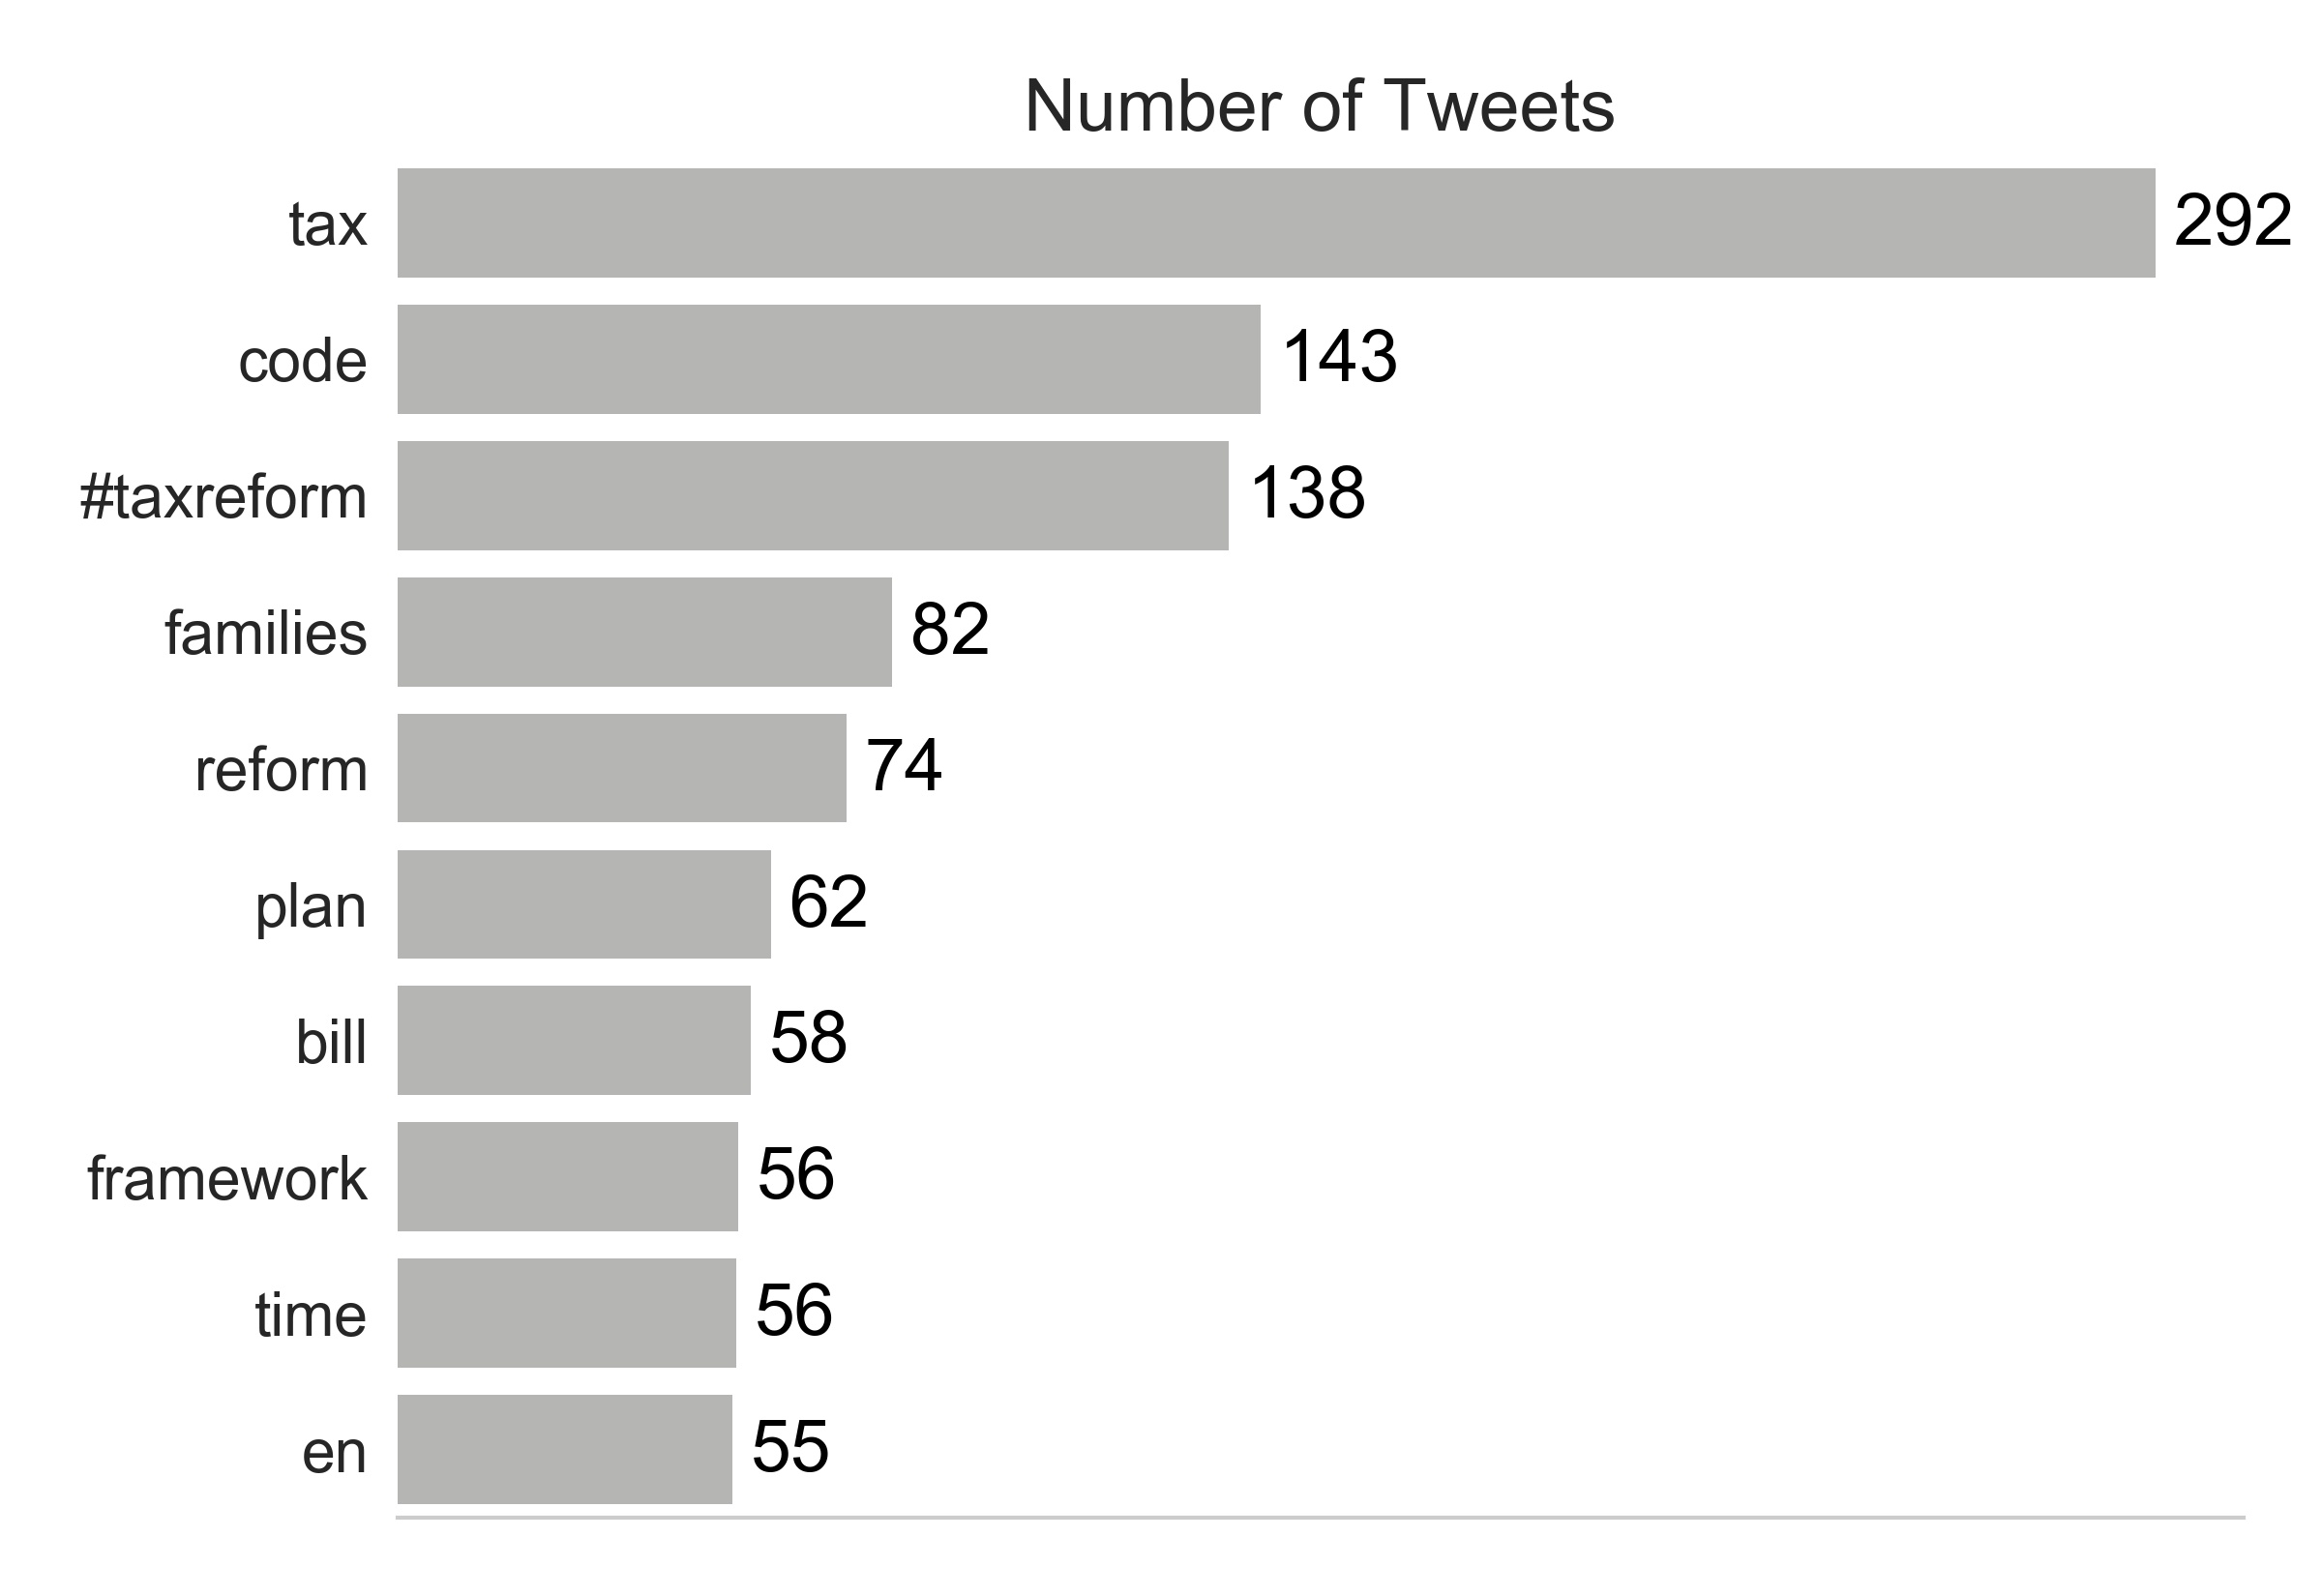 Number of Tweets
tax 292
code 143
#taxreform 138
families 82
reform 74
plan 62
bill 58
framework 56
time 56
en 55